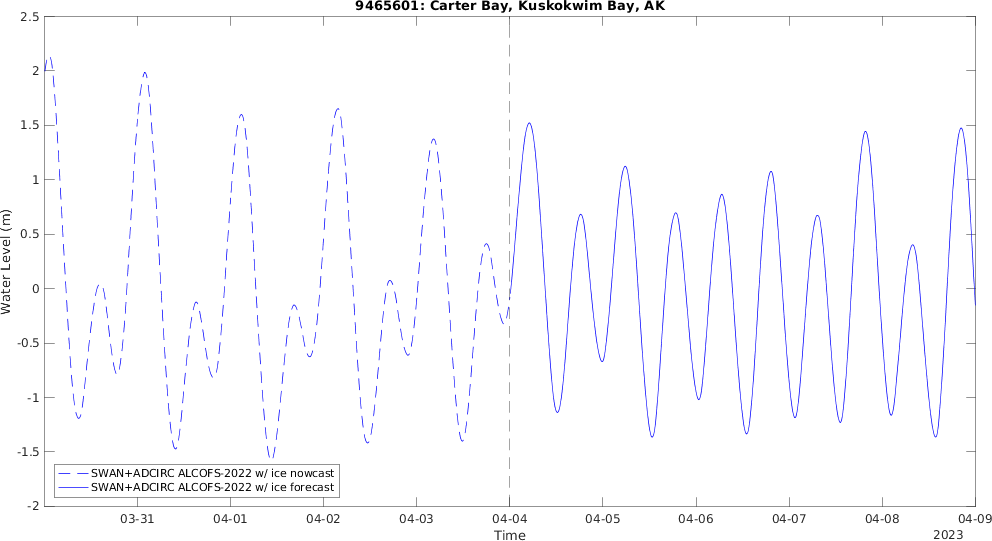 9465601: Carter Bay, Kuskokwim Bay, AK
2.5
2
1.5
1
0.5
0
-0.5
-1
-1.5
-2
Water Level (m)
SWAN+ADCIRC ALCOFS-2022 w/ ice nowcast
SWAN+ADCIRC ALCOFS-2022 w/ ice forecast
03-31 04-01 04-02 04-03 04-04 04-05 04-06 04-07 04-08 04-09
Time
2023